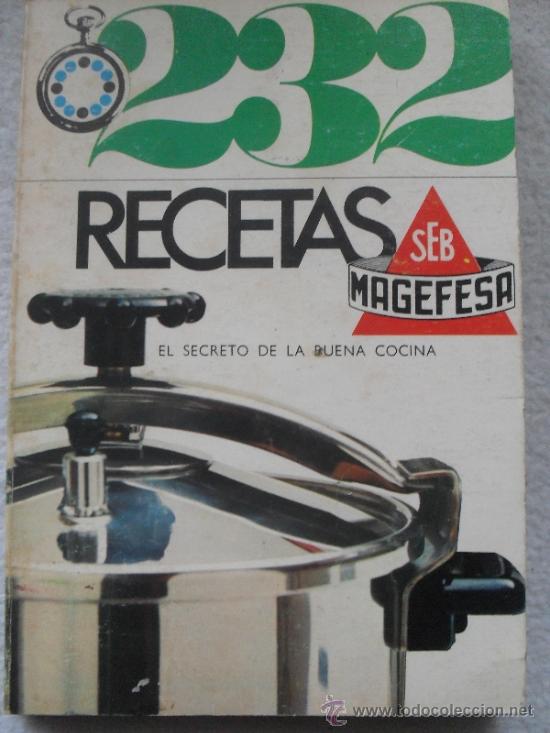 232
RECETAS
SEB
MAGEFESA
EL SECRETO DE LA BUENA COCINA
www.todocoleccion.net